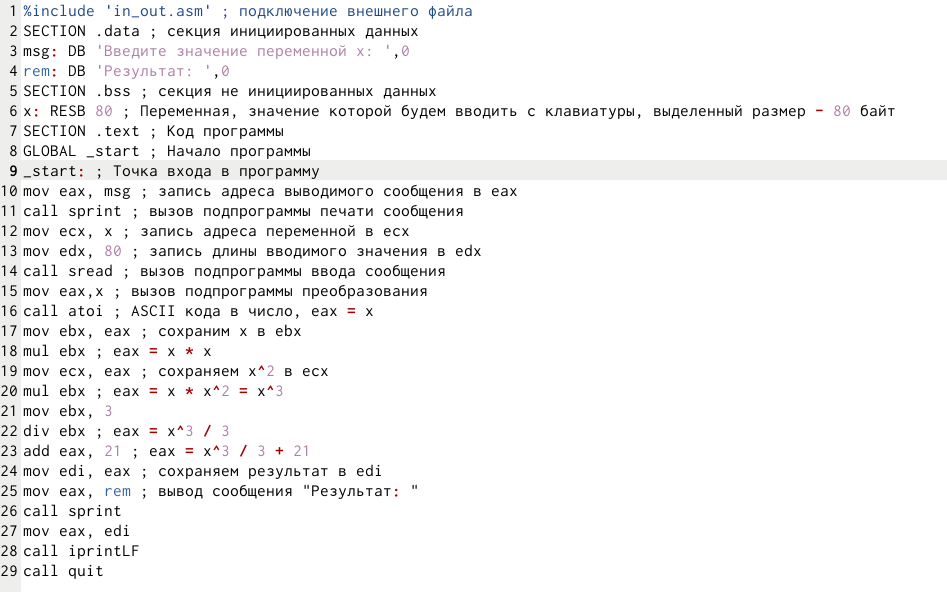 1 %include 'in_out.asm' ; подключение внешнего файла
2 SECTION .data ; секция инициированных данных
3 msg: DB 'Введите значение переменной х: ',0
4 rem: DB 'Результат: ',0
5 SECTION .bss ; секция не инициированных данных
6 x: RESB 80 ; Переменная, значение которой будем вводить с клавиатуры, выделенный размер - 80 байт
7 SECTION .text ; Код программы
8 GLOBAL _start ; Начало программы
9 _start: ; Точка входа в программу
10 mov eax, msg ; запись адреса выводимого сообщения в eax
11 call sprint ; вызов подпрограммы печати сообщения
12 mov ecx, x ; запись адреса переменной в ecx
13 mov edx, 80 ; запись длины вводимого значения в edx
14 call sread ; вызов подпрограммы ввода сообщения
15 mov eax,x ; вызов подпрограммы преобразования
16 call atoi ; ASCII кода в число, eax = x
17 mov ebx, eax ; сохраним x в ebx
18 mul ebx ; eax = x * x
19 mov ecx, eax ; сохраняем x^2 в ecx
20 mul ebx ; eax = x * x^2 = x^3
21 mov ebx, 3
22 div ebx ; eax = x^3 / 3
23 add eax, 21 ; eax = x^3 / 3 + 21
24 mov edi, eax ; сохраняем результат в edi
25 mov eax, rem ; вывод сообщения "Результат: "
26 call sprint
27 mov eax, edi
28 call iprintLF
29 call quit